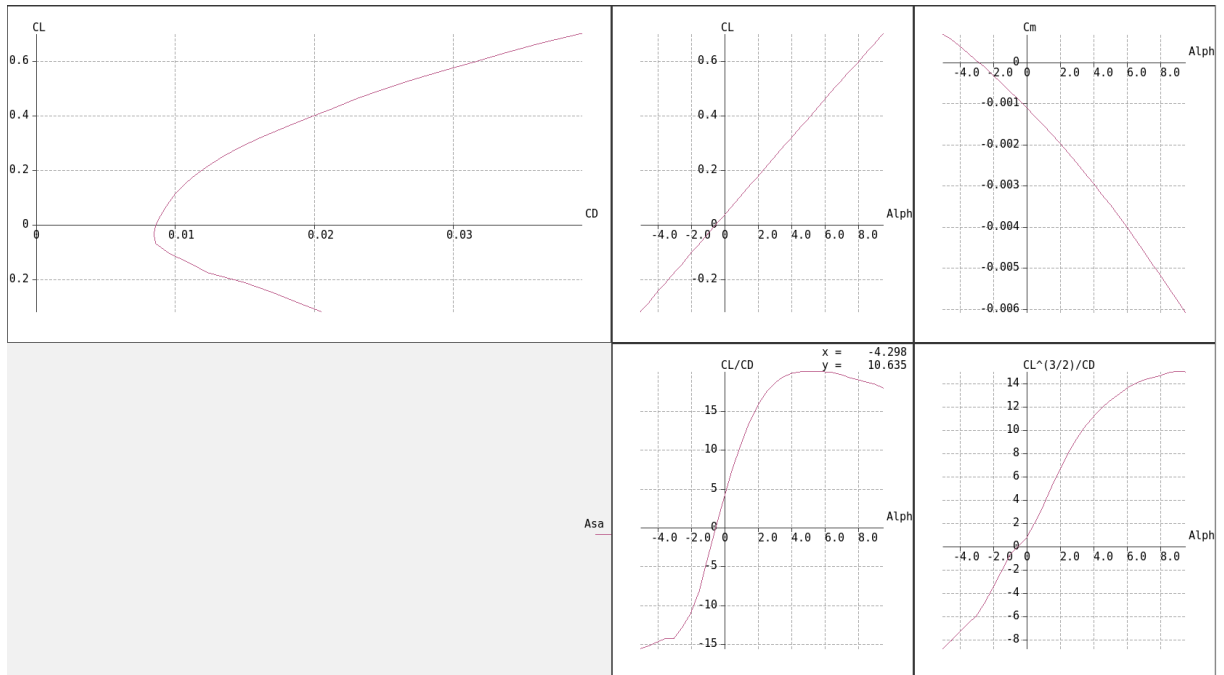 CL
0.6
0.4
0.2
0
0.2
0 0.01 0.02 0.03
CD
CL
0.6
0.4
0.2
0
-0.2
-4.0 -2.0 0 2.0 4.0 6.0 8.0
Alph
Cm
Alph
0
-4.0 -2.0 0 2.0 4.0 6.0 8.0
-0.001
-0.002
-0.003
-0.004
-0.005
-0.006
Asa
x = -4.298
y = 10.635
CL/CD
15
10
5
0
-5
-10
-15
-4.0 -2.0 0 2.0 4.0 6.0 8.0
Alph
CL^(3/2)/CD
14
12
10
8
6
4
2
0
-2
-4
-6
-8
-4.0 -2.0 0 2.0 4.0 6.0 8.0
Alph